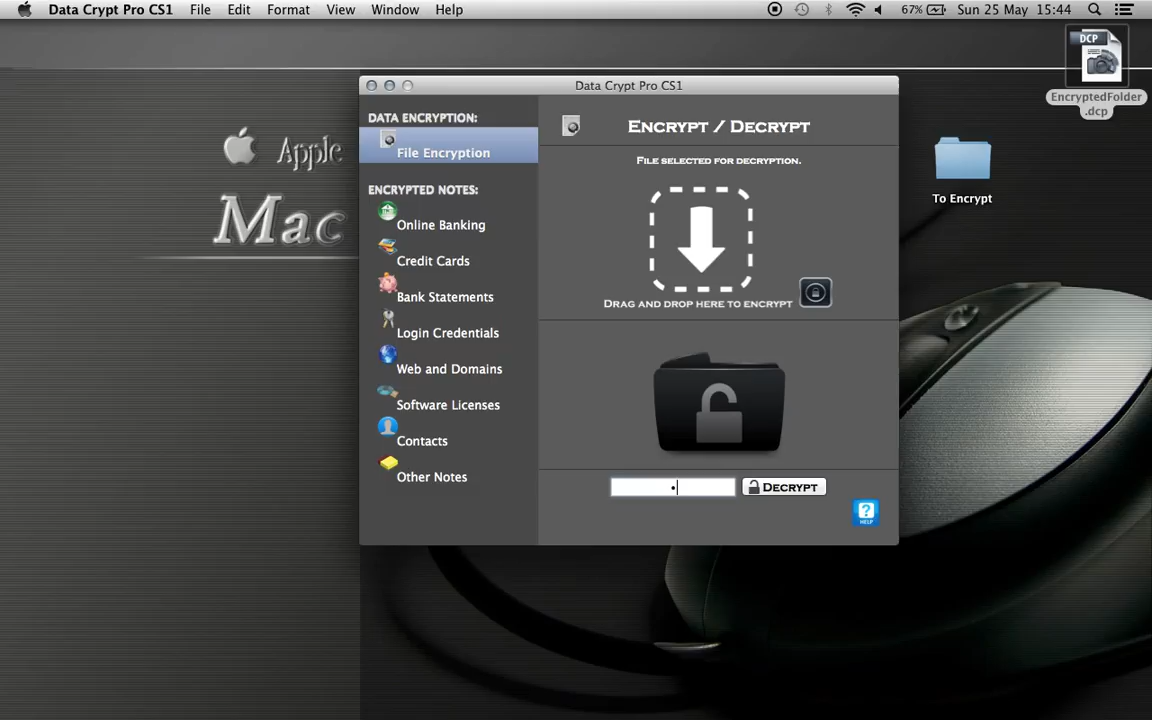 Data Crypt Pro CS1 File Edit Format View Window Help 67% Sun 25 May 15:44
DCP
EncryptedFolder
.dcp
To Encrypt
Apple
Mac
Data Crypt Pro CS1
DATA ENCRYPTION:
File Encryption
ENCRYPTED NOTES:
Online Banking
Credit Cards
Bank Statements
Login Credentials
Web and Domains
Software Licenses
Contacts
Other Notes
Encrypt / Decrypt
File selected for decryption.
Drag and drop here to encrypt
Decrypt
?
HELP